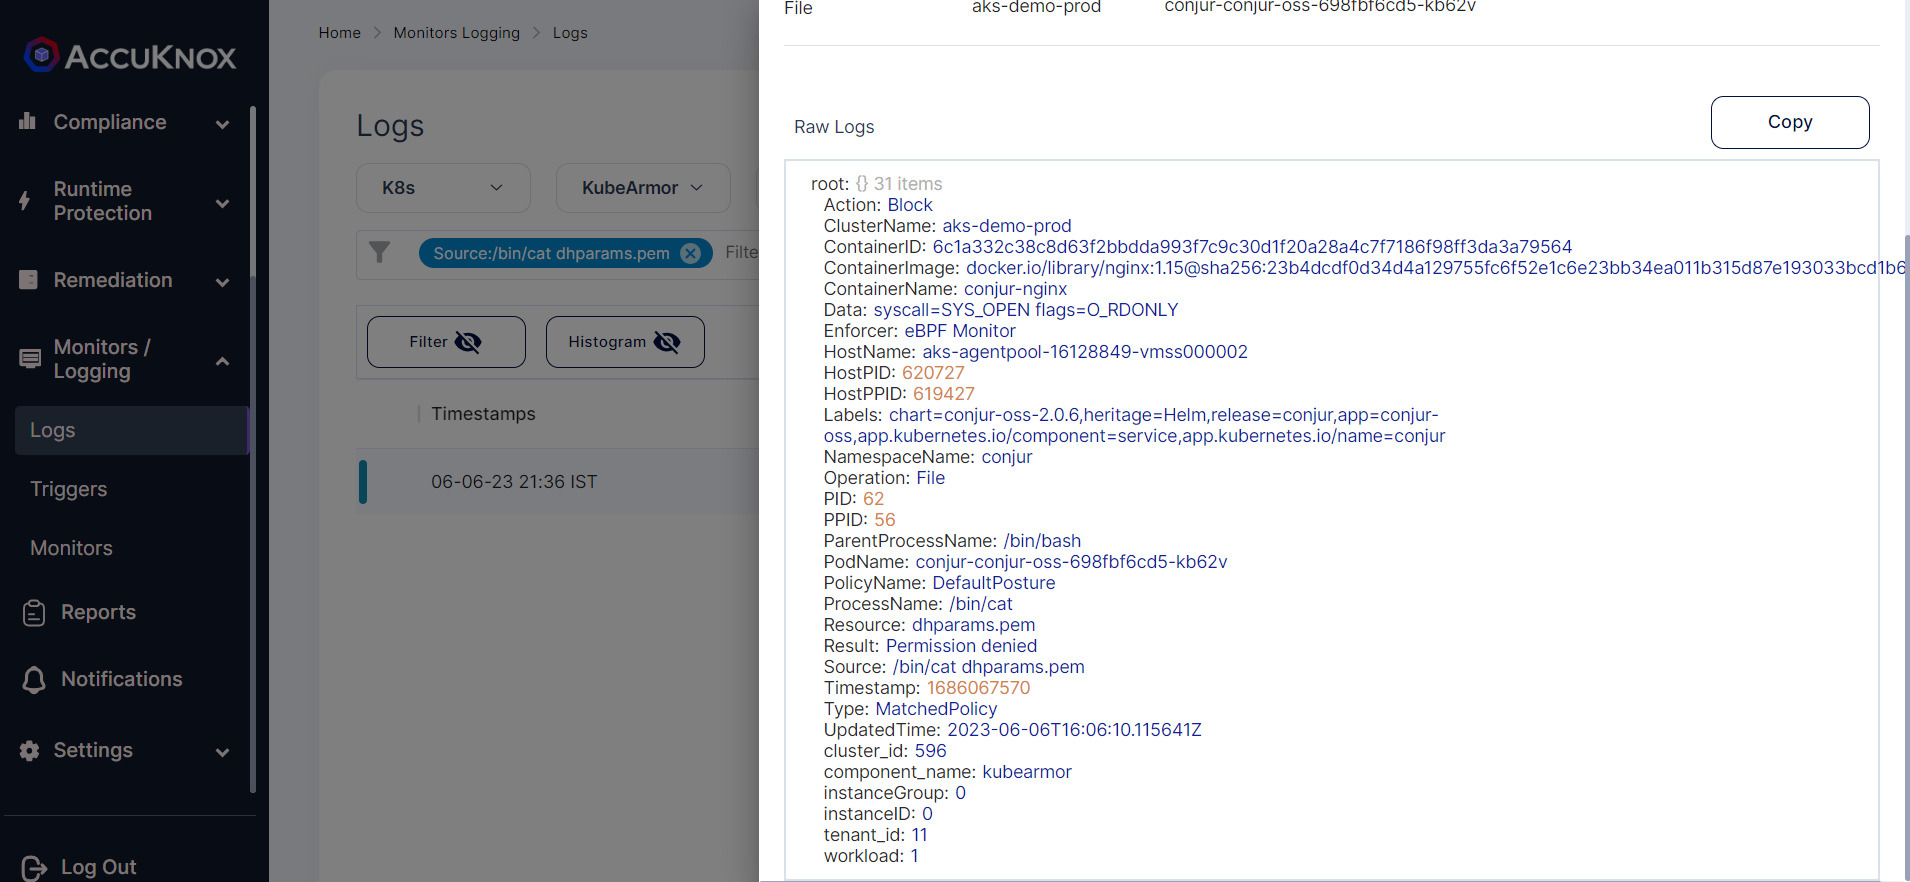 ACCUKNOX
Compliance
Runtime
Protection
Remediation
Monitors /
Logging
Logs
Triggers
Monitors
Reports
Notifications
Settings
Log Out
Home > Monitors Logging > Logs
Logs
K8s
KubeArmor
Source:/bin/cat dhparams.pem
Filte
Filter
Histogram
Timestamps
06-06-23 21:36 IST
File aks-demo-prod conjur-conjur-oss-698fbf6cd5-kb62v
Raw Logs
Copy
root: {} 31 items
Action: Block
ClusterName: aks-demo-prod
ContainerID: 6c1a332c38c8d63f2bbdda993f7c9c30d1f20a28a4c7f7186f98ff3da3a79564
ContainerImage: docker.io/library/nginx:1.15@sha256:23b4dcdf0d34d4a129755fc6f52e1c6e23bb34ea011b315d87e193033bcd1b6
ContainerName: conjur-nginx
Data: syscall=SYS_OPEN flags=O_RDONLY
Enforcer: eBPF Monitor
HostName: aks-agentpool-16128849-vmss000002
HostPID: 620727
HostPPID: 619427
Labels: chart=conjur-oss-2.0.6,heritage=Helm,release=conjur,app=conjur-
oss,app.kubernetes.io/component=service,app.kubernetes.io/name=conjur
NamespaceName: conjur
Operation: File
PID: 62
PPID: 56
ParentProcessName: /bin/bash
PodName: conjur-conjur-oss-698fbf6cd5-kb62v
PolicyName: DefaultPosture
ProcessName: /bin/cat
Resource: dhparams.pem
Result: Permission denied
Source: /bin/cat dhparams.pem
Timestamp: 1686067570
Type: MatchedPolicy
UpdatedTime: 2023-06-06T16:06:10.115641Z
cluster_id: 596
component_name: kubearmor
instanceGroup: 0
instanceID: 0
tenant_id: 11
workload: 1